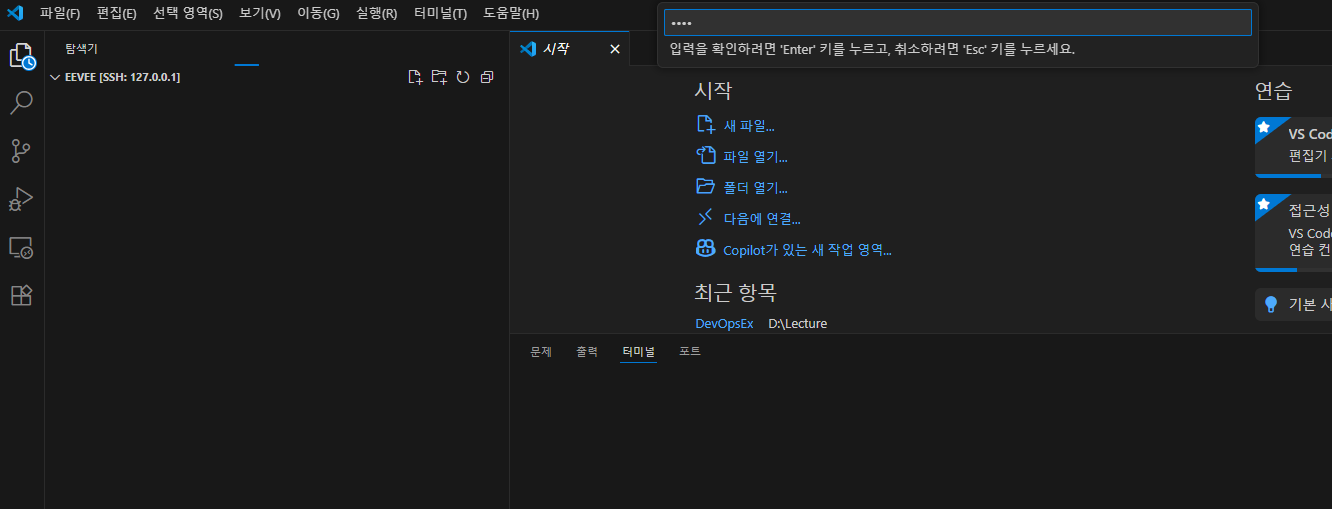 파일(F) 편집(E) 선택 영역(S) 보기(V) 이동(G) 실행(R) 터미널(T) 도움말(H)
••••
입력을 확인하려면 'Enter' 키를 누르고, 취소하려면 'Esc' 키를 누르세요.
탐색기
EEVEE [SSH: 127.0.0.1]
시작
시작
새 파일...
파일 열기...
폴더 열기...
다음에 연결...
Copilot가 있는 새 작업 영역...
최근 항목
DevOpsEx D:\Lecture
연습
VS Cod
편집기
접근성
VS Code
연습 컨
기본 사
문제 출력 터미널 포트